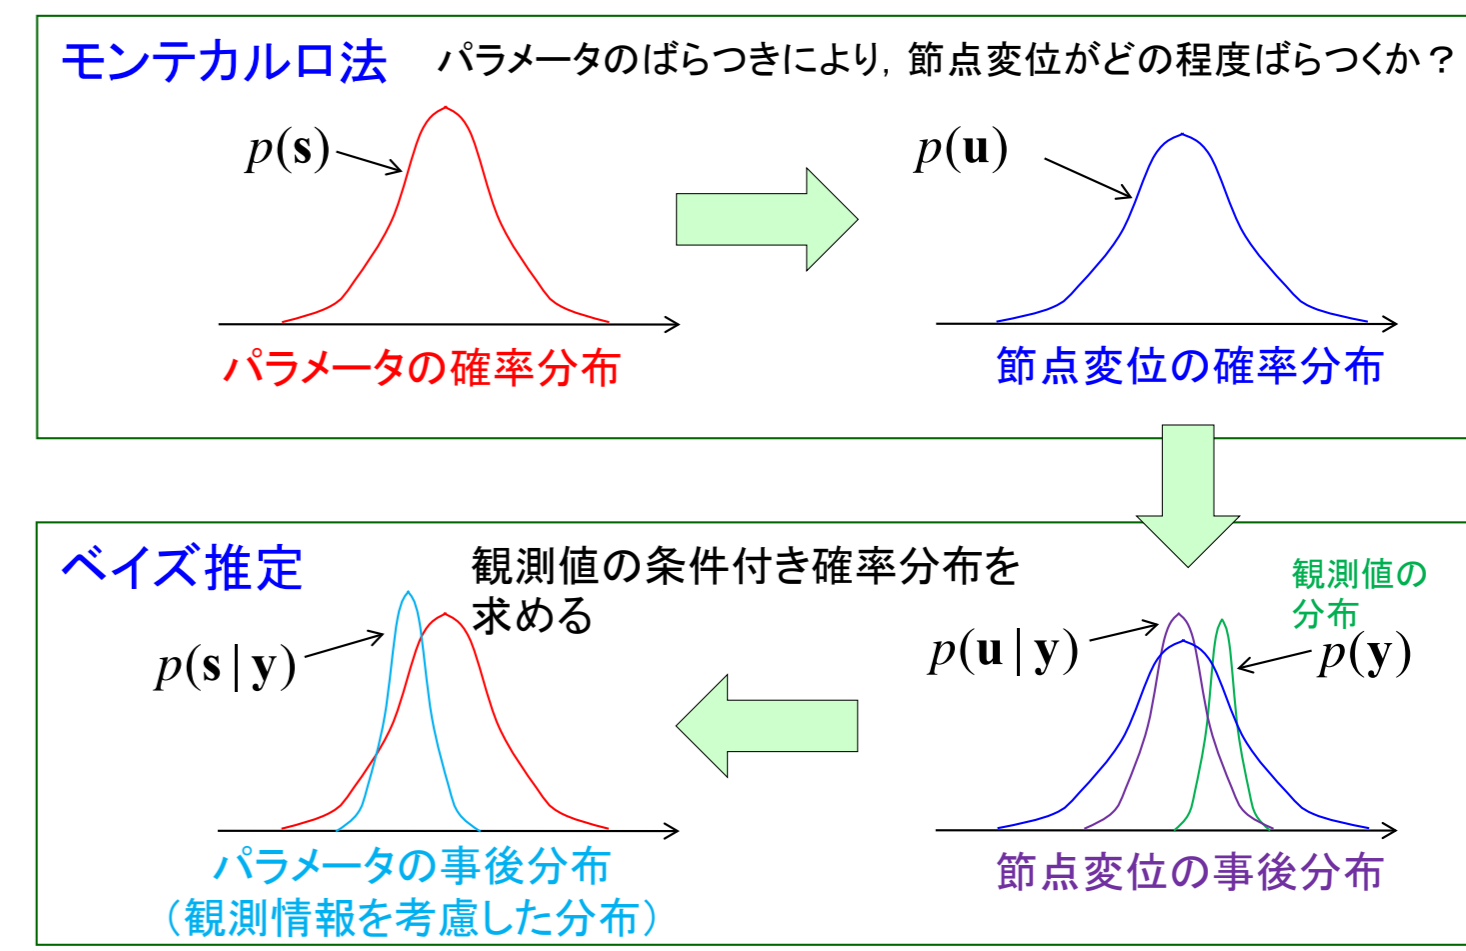 モンテカルロ法
パラメータのばらつきにより，節点変位がどの程度ばらつくか？
p(s)
p(u)
パラメータの確率分布
節点変位の確率分布
ベイズ推定
観測値の条件付き確率分布を
求める
観測値の
分布
p(s|y)
p(u|y)
p(y)
パラメータの事後分布
（観測情報を考慮した分布）
節点変位の事後分布